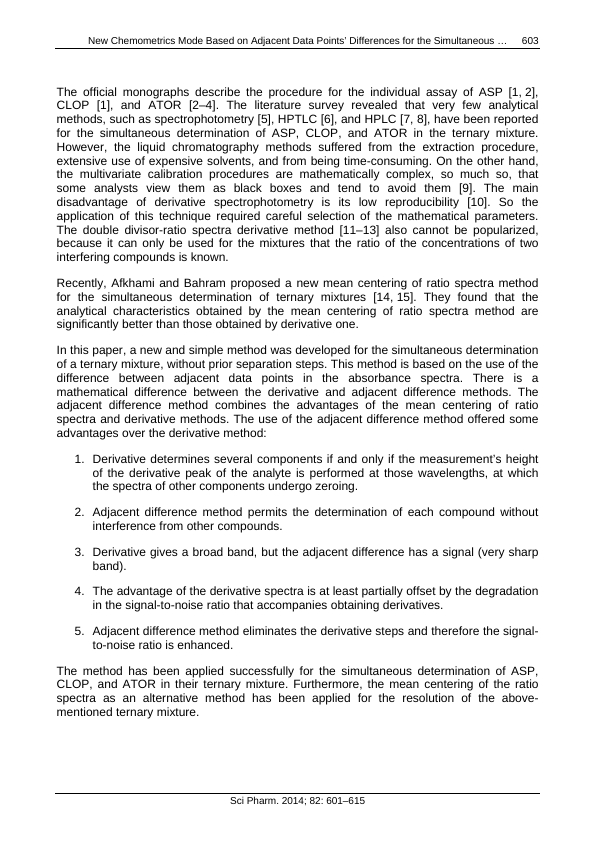 New Chemometrics Mode Based on Adjacent Data Points' Differences for the Simultaneous … 603
The official monographs describe the procedure for the individual assay of ASP [1, 2],
CLOP [1], and ATOR [2–4]. The literature survey revealed that very few analytical
methods, such as spectrophotometry [5], HPTLC [6], and HPLC [7, 8], have been reported
for the simultaneous determination of ASP, CLOP, and ATOR in the ternary mixture.
However, the liquid chromatography methods suffered from the extraction procedure,
extensive use of expensive solvents, and from being time-consuming. On the other hand,
the multivariate calibration procedures are mathematically complex, so much so, that
some analysts view them as black boxes and tend to avoid them [9]. The main
disadvantage of derivative spectrophotometry is its low reproducibility [10]. So the
application of this technique required careful selection of the mathematical parameters.
The double divisor-ratio spectra derivative method [11–13] also cannot be popularized,
because it can only be used for the mixtures that the ratio of the concentrations of two
interfering compounds is known.
Recently, Afkhami and Bahram proposed a new mean centering of ratio spectra method
for the simultaneous determination of ternary mixtures [14, 15]. They found that the
analytical characteristics obtained by the mean centering of ratio spectra method are
significantly better than those obtained by derivative one.
In this paper, a new and simple method was developed for the simultaneous determination
of a ternary mixture, without prior separation steps. This method is based on the use of the
difference between adjacent data points in the absorbance spectra. There is a
mathematical difference between the derivative and adjacent difference methods. The
adjacent difference method combines the advantages of the mean centering of ratio
spectra and derivative methods. The use of the adjacent difference method offered some
advantages over the derivative method:
1. Derivative determines several components if and only if the measurement's height
of the derivative peak of the analyte is performed at those wavelengths, at which
the spectra of other components undergo zeroing.
2. Adjacent difference method permits the determination of each compound without
interference from other compounds.
3. Derivative gives a broad band, but the adjacent difference has a signal (very sharp
band).
4. The advantage of the derivative spectra is at least partially offset by the degradation
in the signal-to-noise ratio that accompanies obtaining derivatives.
5. Adjacent difference method eliminates the derivative steps and therefore the signal-
to-noise ratio is enhanced.
The method has been applied successfully for the simultaneous determination of ASP,
CLOP, and ATOR in their ternary mixture. Furthermore, the mean centering of the ratio
spectra as an alternative method has been applied for the resolution of the above-
mentioned ternary mixture.
Sci Pharm. 2014; 82: 601–615